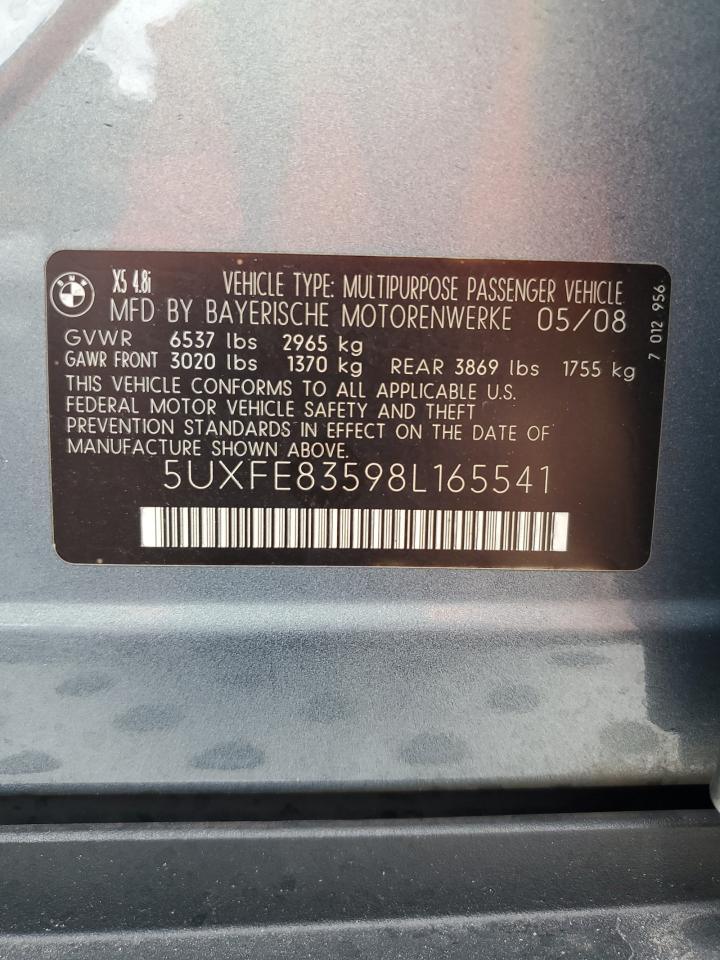 BMW
X5 4.8i VEHICLE TYPE: MULTIPURPOSE PASSENGER VEHICLE
MFD BY BAYERISCHE MOTORENWERKE 05/08
GVWR 6537 lbs 2965 kg
GAWR FRONT 3020 lbs 1370 kg REAR 3869 lbs 1755 kg
THIS VEHICLE CONFORMS TO ALL APPLICABLE U.S.
FEDERAL MOTOR VEHICLE SAFETY AND THEFT
PREVENTION STANDARDS IN EFFECT ON THE DATE OF
MANUFACTURE SHOWN ABOVE.
5UXFE83598L165541
7 012 956